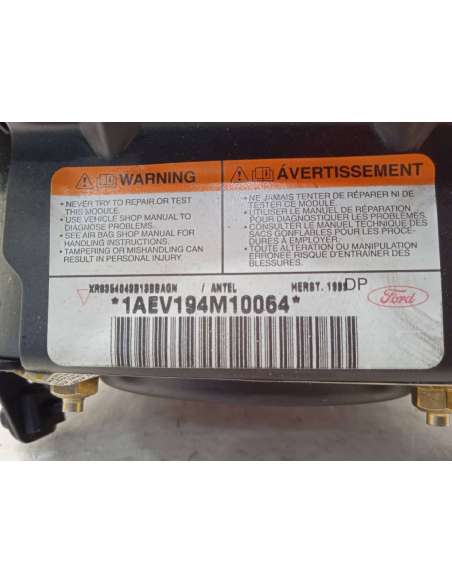 WARNING
• NEVER TRY TO REPAIR OR TEST
THIS MODULE.
• USE VEHICLE SHOP MANUAL TO
DIAGNOSE PROBLEMS.
• SEE AIR BAG SHOP MANUAL FOR
HANDLING INSTRUCTIONS.
• TAMPERING OR MISHANDLING CAN
RESULT IN PERSONAL INJURY.
ÁVERTISSEMENT
• NE JAMAIS TENTER DE RÉPARER NI DE
TESTER CE MODULE.
• UTILISER LE MANUEL DE RÉPARATION
POUR DIAGNOSTIQUER LES PROBLÈMES.
• CONSULTER LE MANUEL TECHNIQUE DES
SACS GONFLABLES POUR LES PROCÉ-
DURES À EMPLOYER.
• TOUTE ALTÉRATION OU MANIPULATION
ERRONÉE RISQUE D'ENTRAÎNER DES
BLESSURES.
/ ANTEL HERST. DP
*1AEV194M10064*
Ford